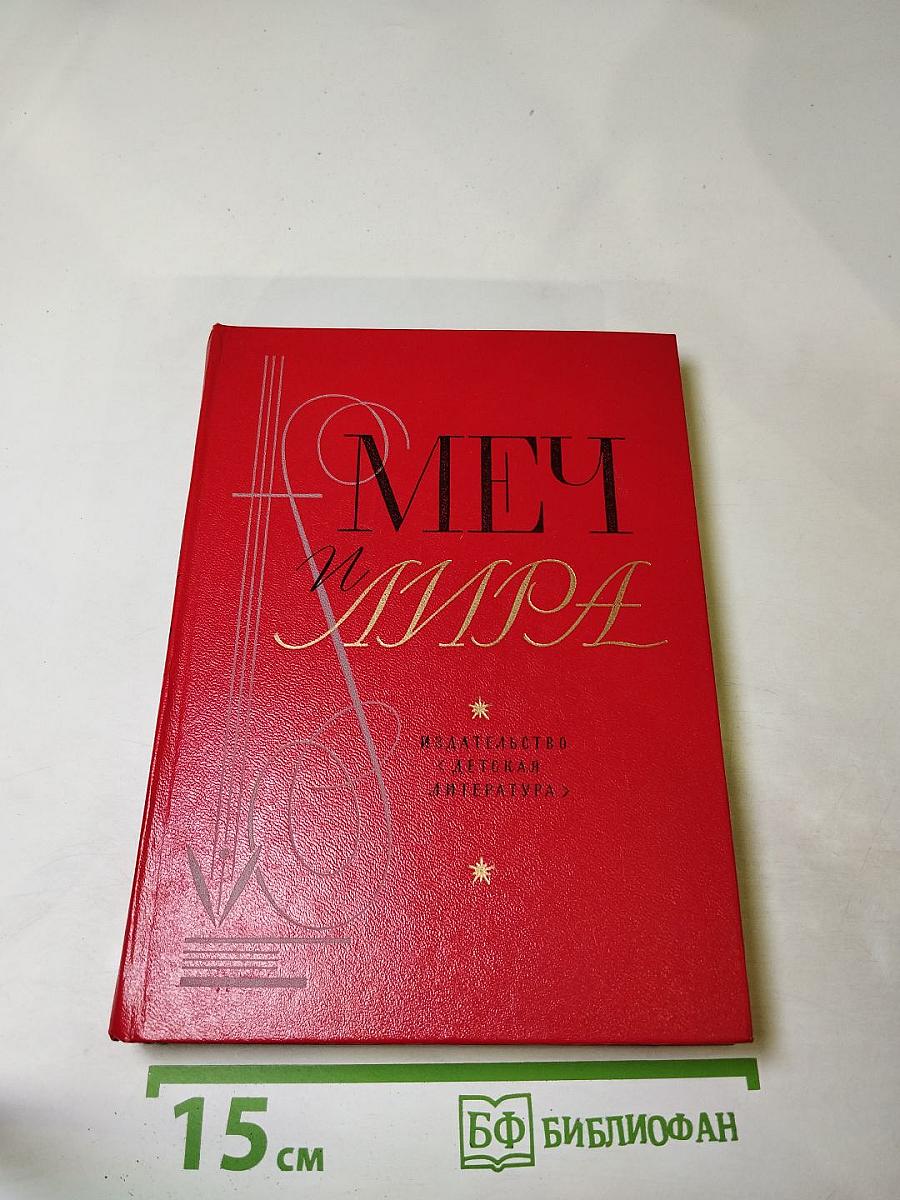 МЕЧ
и ЛИРА
ИЗДАТЕЛЬСТВО
<ДЕТСКАЯ
ЛИТЕРАТУРА>
15 см
БФ БИБЛИОФАН